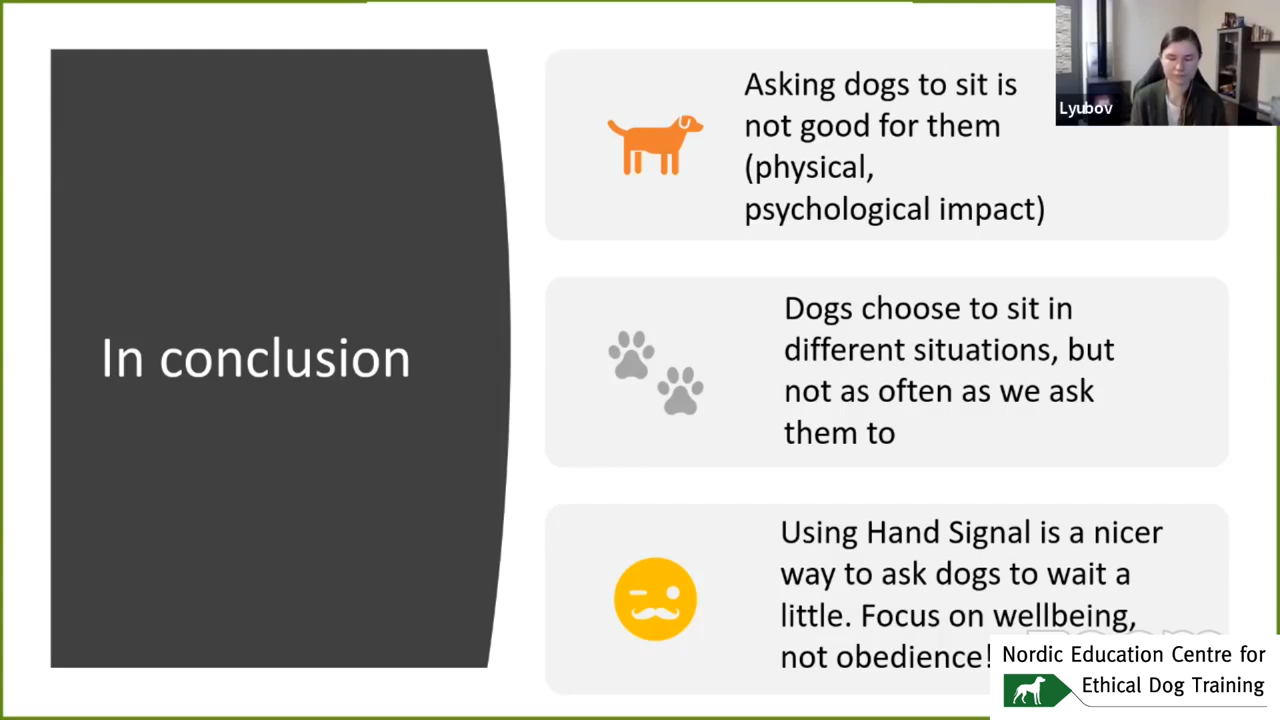 In conclusion
Asking dogs to sit is
not good for them
(physical,
psychological impact)
Dogs choose to sit in
different situations, but
not as often as we ask
them to
Using Hand Signal is a nicer
way to ask dogs to wait a
little. Focus on wellbeing,
not obedience!
Lyubov
Nordic Education Centre for
Ethical Dog Training